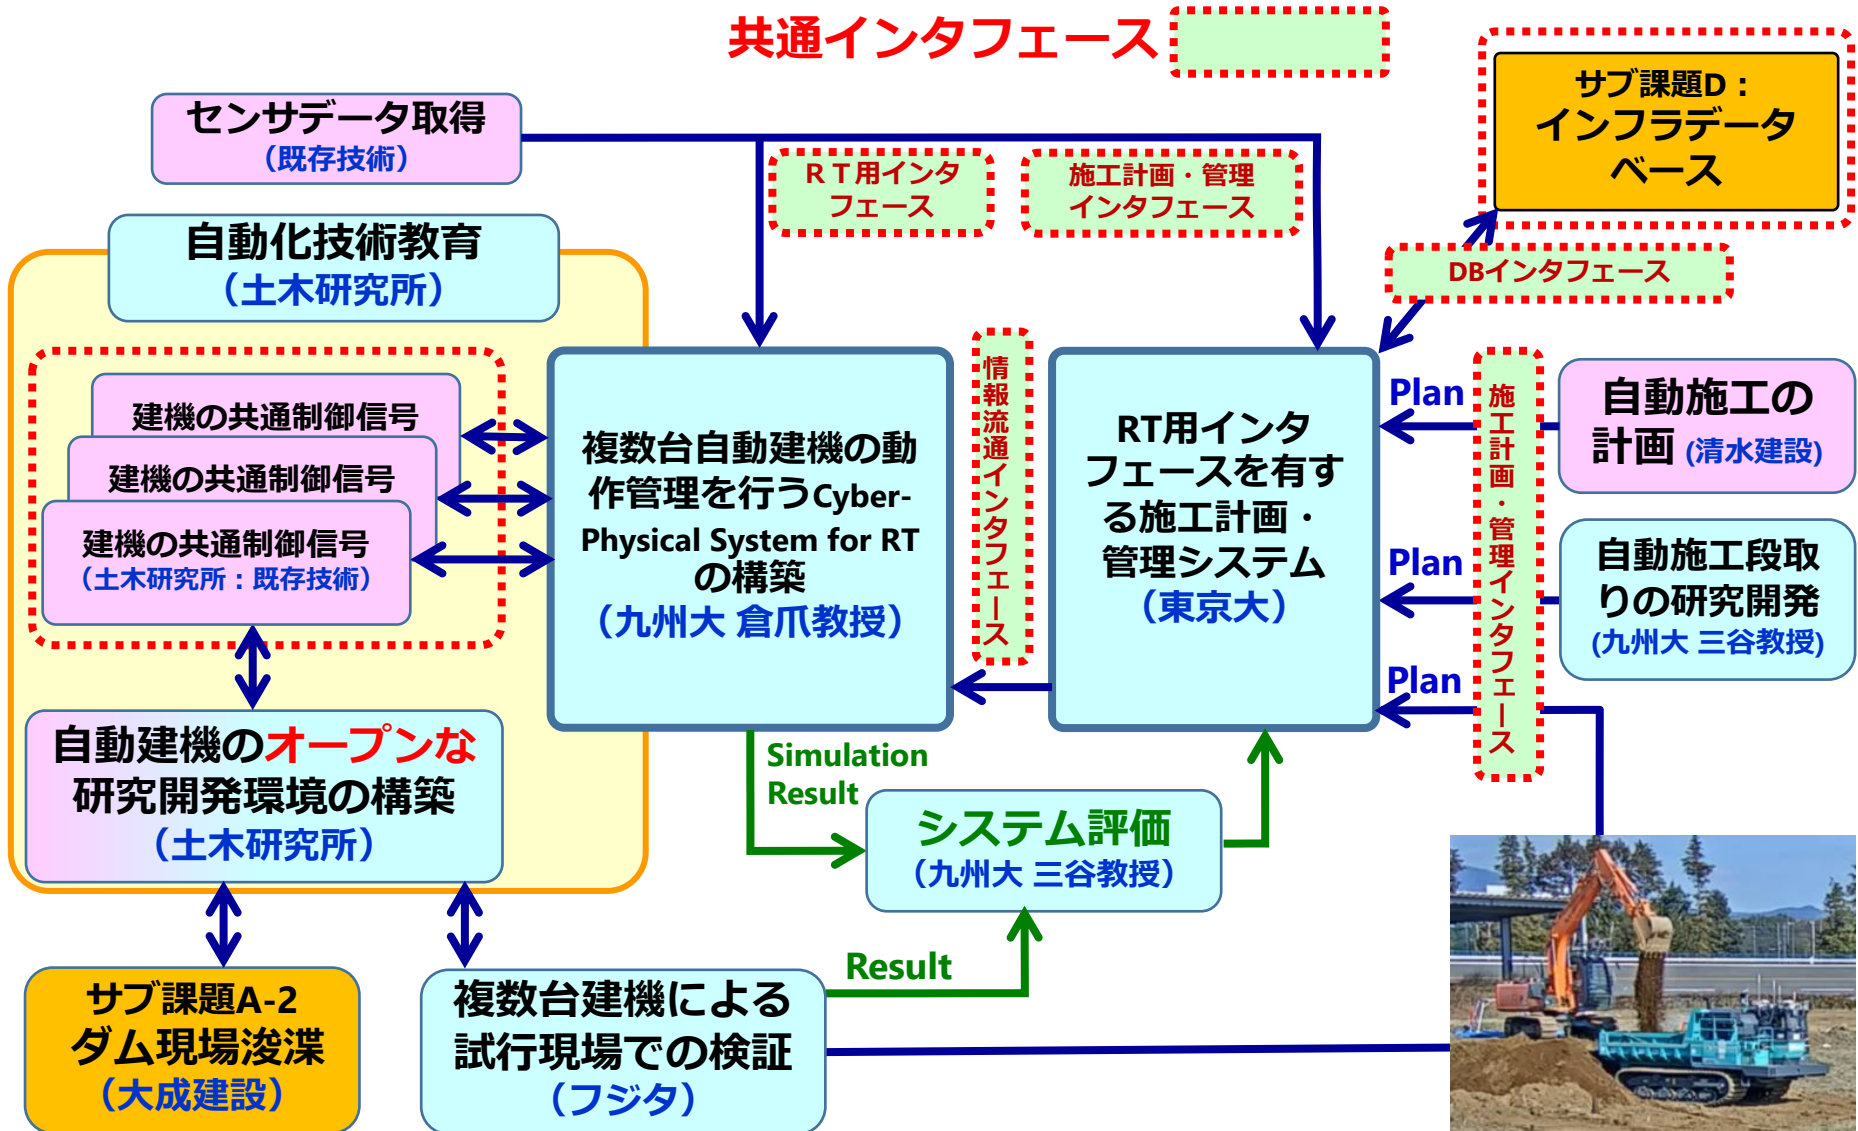 共通インタフェース
サブ課題D：
インフラデータ
ベース
センサデータ取得
（既存技術）
ＲＴ用インタ
フェース
施工計画・管理
インタフェース
自動化技術教育
（土木研究所）
DBインタフェース
建機の共通制御信号
建機の共通制御信号
建機の共通制御信号
（土木研究所：既存技術）
複数台自動建機の動
作管理を行うCyber-
Physical System for RT
の構築
（九州大 倉爪教授）
情報流通インタフェース
RT用インタ
フェースを有す
る施工計画・
管理システム
（東京大）
Plan
Plan
Plan
施工計画・管理インタフェース
自動施工の
計画 (清水建設)
自動施工段取
りの研究開発
(九州大 三谷教授)
自動建機のオープンな
研究開発環境の構築
（土木研究所）
Simulation
Result
システム評価
（九州大 三谷教授）
Result
サブ課題A-2
ダム現場浚渫
（大成建設）
複数台建機による
試行現場での検証
（フジタ）